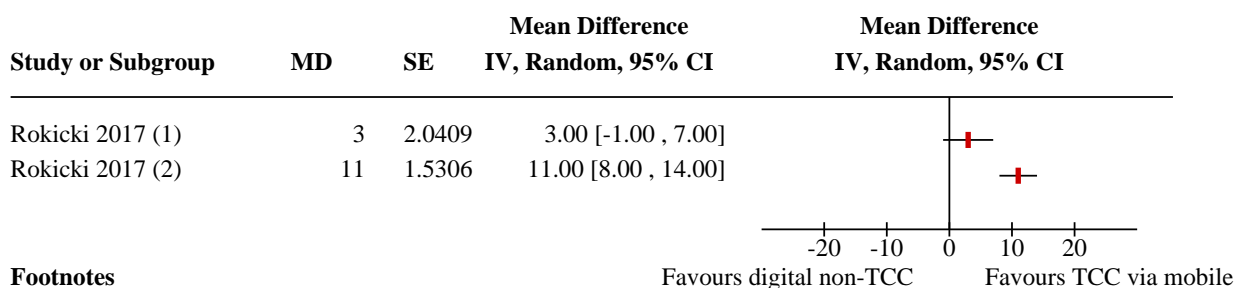 Mean Difference Mean Difference
Study or Subgroup MD SE IV, Random, 95% CI IV, Random, 95% CI
Rokicki 2017 (1) 3 2.0409 3.00 [-1.00 , 7.00]
Rokicki 2017 (2) 11 1.5306 11.00 [8.00 , 14.00]
-20 -10 0 10 20
Footnotes Favours digital non-TCC Favours TCC via mobile